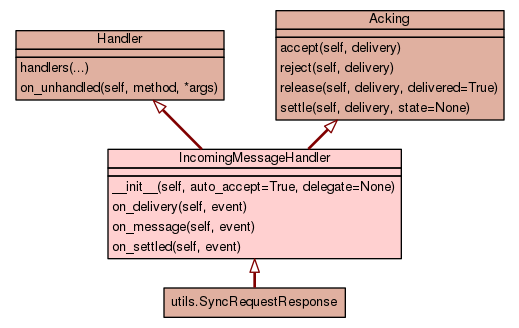 Handler
handlers(...)
on_unhandled(self, method, *args)
Acking
accept(self, delivery)
reject(self, delivery)
release(self, delivery, delivered=True)
settle(self, delivery, state=None)
IncomingMessageHandler
__init__(self, auto_accept=True, delegate=None)
on_delivery(self, event)
on_message(self, event)
on_settled(self, event)
utils.SyncRequestResponse